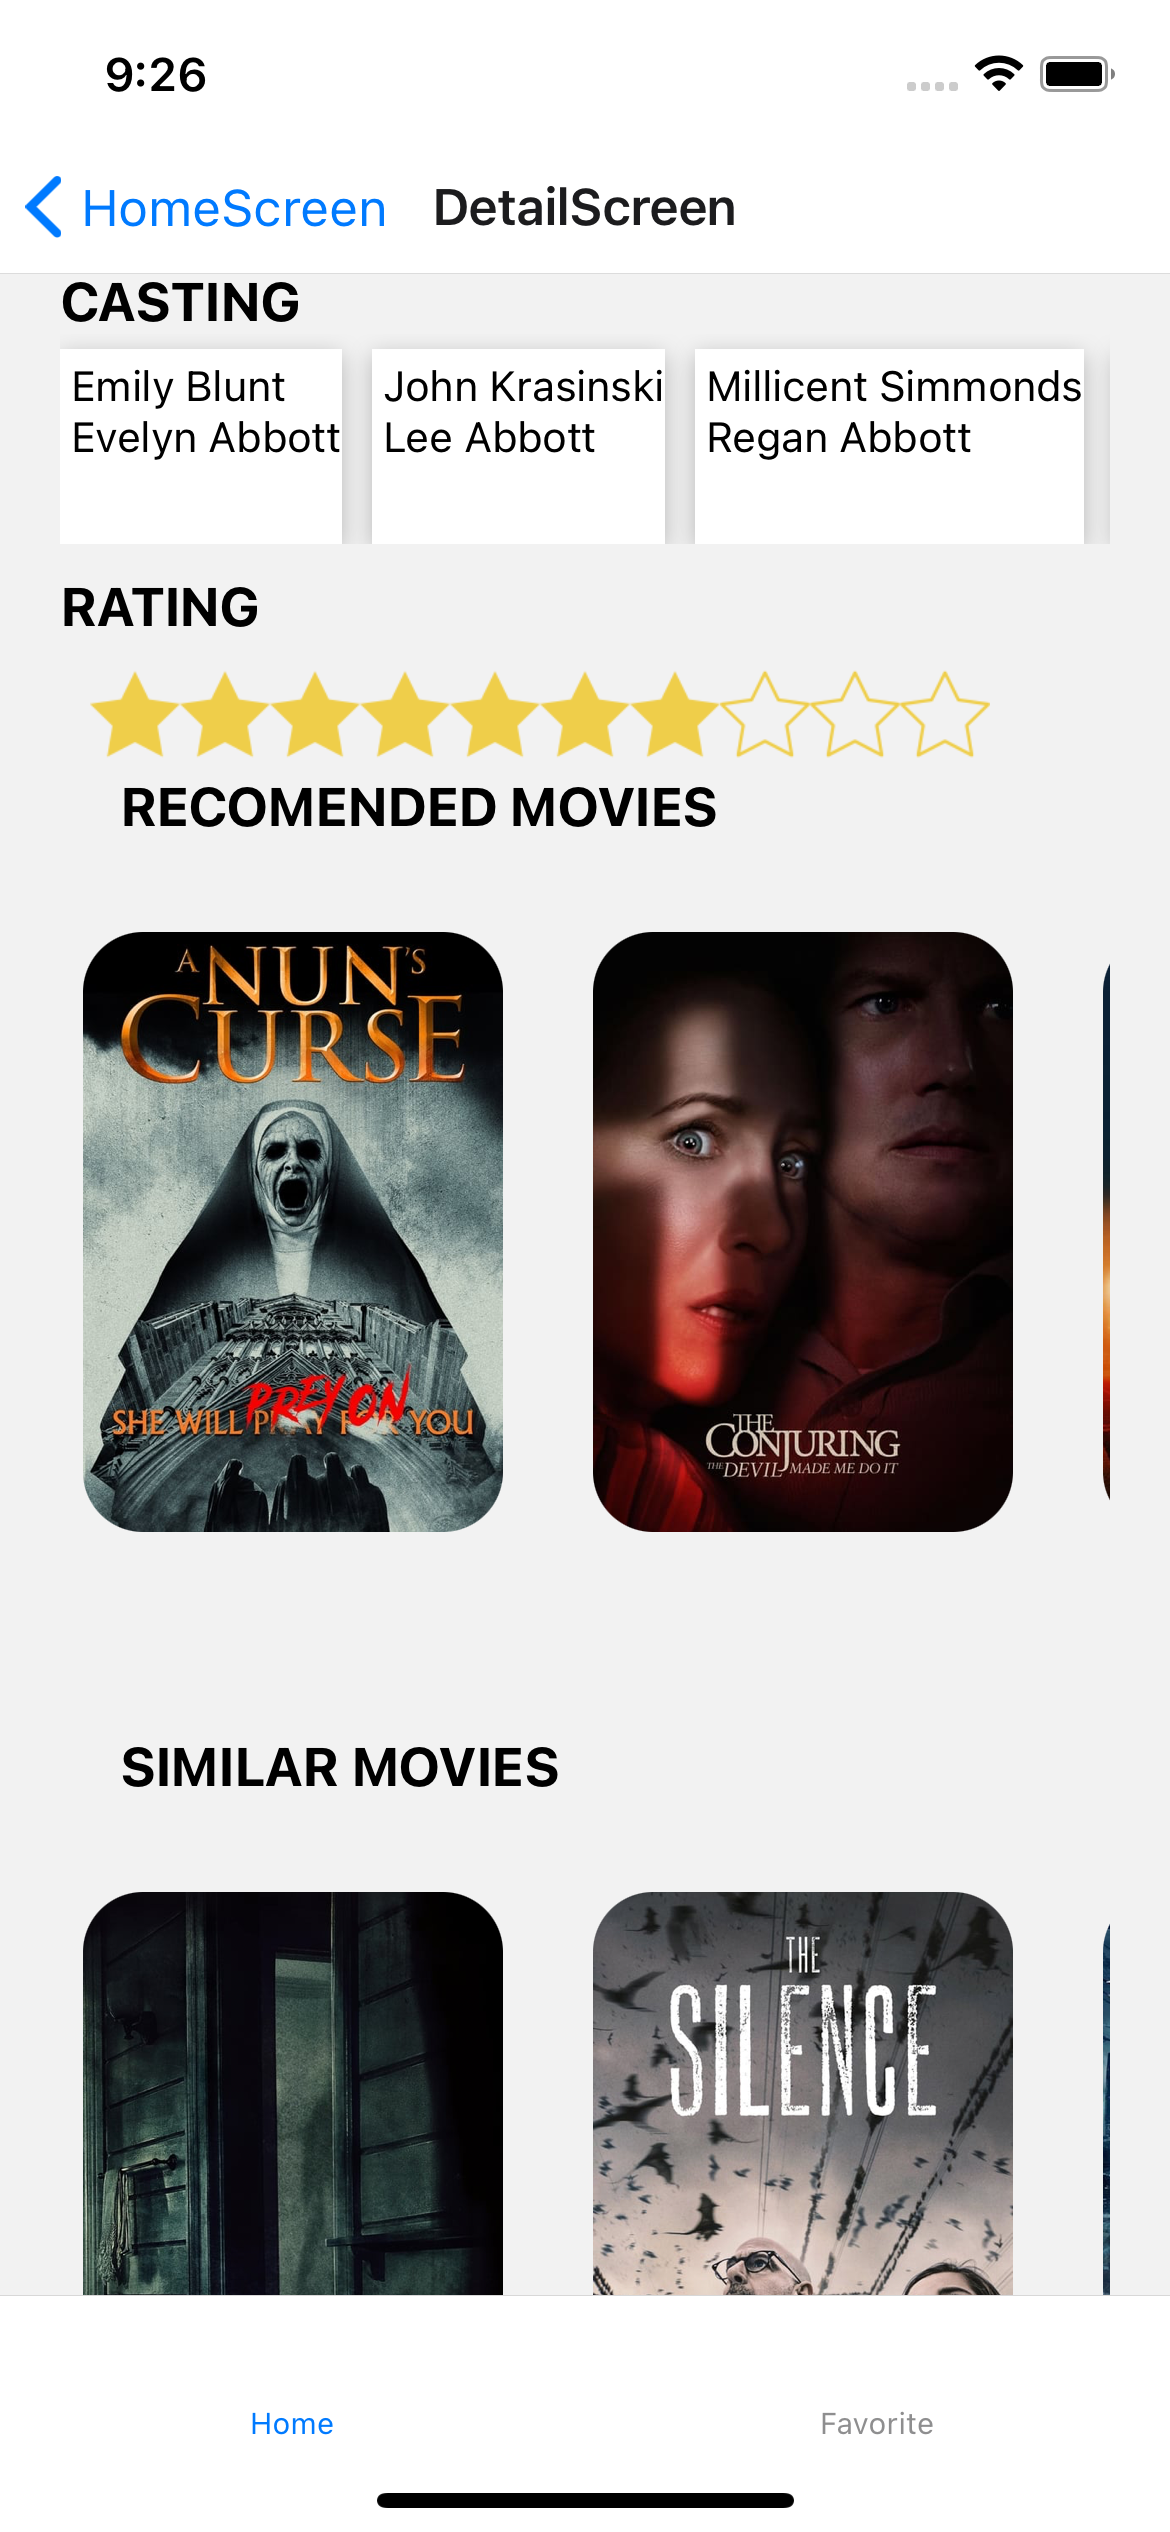 9:26
HomeScreen
DetailScreen
CASTING
Emily Blunt
Evelyn Abbott
John Krasinski
Lee Abbott
Millicent Simmonds
Regan Abbott
RATING
RECOMENDED MOVIES
A NUN'S
CURSE
PREY ON
SHE WILL PRAY FOR YOU
THE
CONJURING
THE DEVIL MADE ME DO IT
SIMILAR MOVIES
THE
SILENCE
Home
Favorite